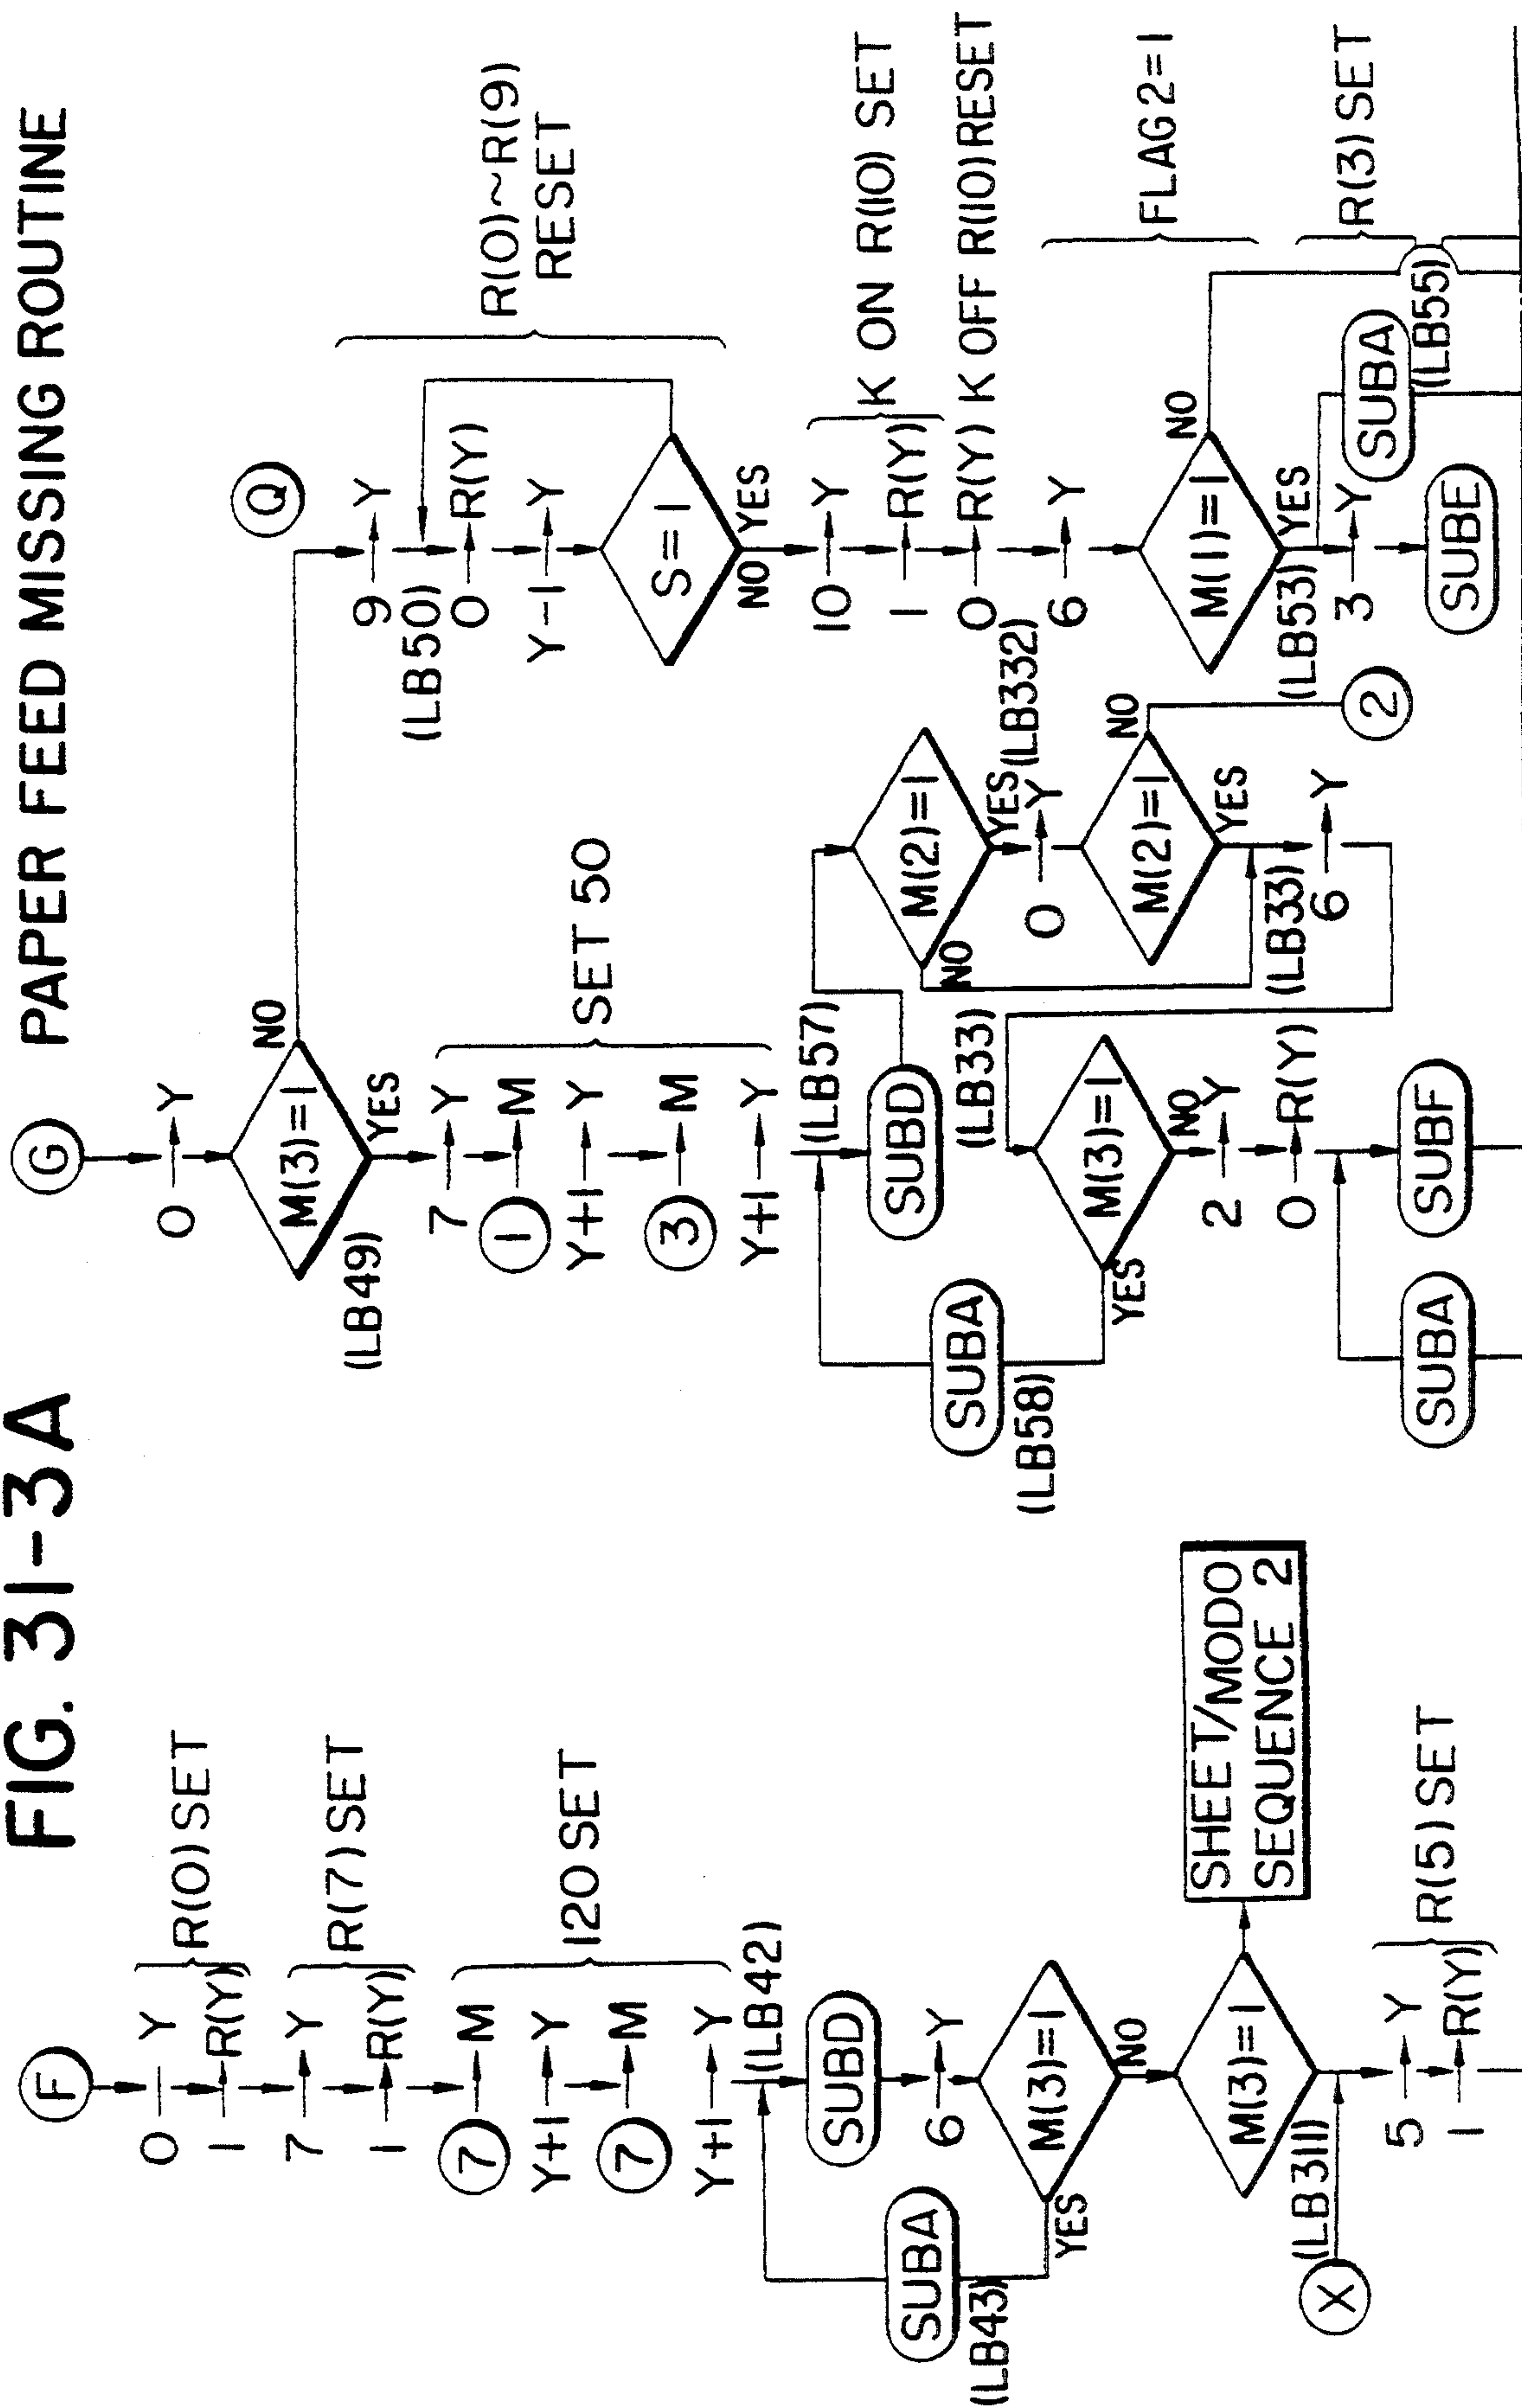 FIG. 31-3A
PAPER FEED MISSING ROUTINE
F
0 → Y
1 → R(Y)
R(0) SET
7 → Y
1 → R(Y)
R(7) SET
7 → M
Y+1 → Y
7 → M
Y+1 → Y
120 SET
(LB42)
SUBD
6 → Y
M(3)=1
YES
NO
SUBA
(LB43)
M(3)=1
SHEET/MODO
SEQUENCE 2
(LB311)
X
5 → Y
1 → R(Y)
R(5) SET
G
0 → Y
M(3)=1
NO
YES
(LB49)
7 → Y
1 → M
Y+1 → Y
3 → M
Y+1 → Y
SET 50
(LB57)
SUBD
SUBA
(LB58)
(LB33)
M(3)=1
YES
NO
2 → Y
0 → R(Y)
SUBF
SUBA
M(2)=1
YES
NO
(LB332)
0 → Y
M(2)=1
NO
YES
2
(LB33)
6 → Y
Q
9 → Y
(LB50)
0 → R(Y)
Y-1 → Y
S=1
NO
YES
R(0)~R(9)
RESET
10 → Y
1 → R(Y)
K ON R(10) SET
0 → R(Y) K OFF R(10) RESET
6 → Y
M(1)=1
NO
YES
FLAG 2=1
(LB53)
3 → Y
SUBE
SUBA
(LB55)
R(3) SET